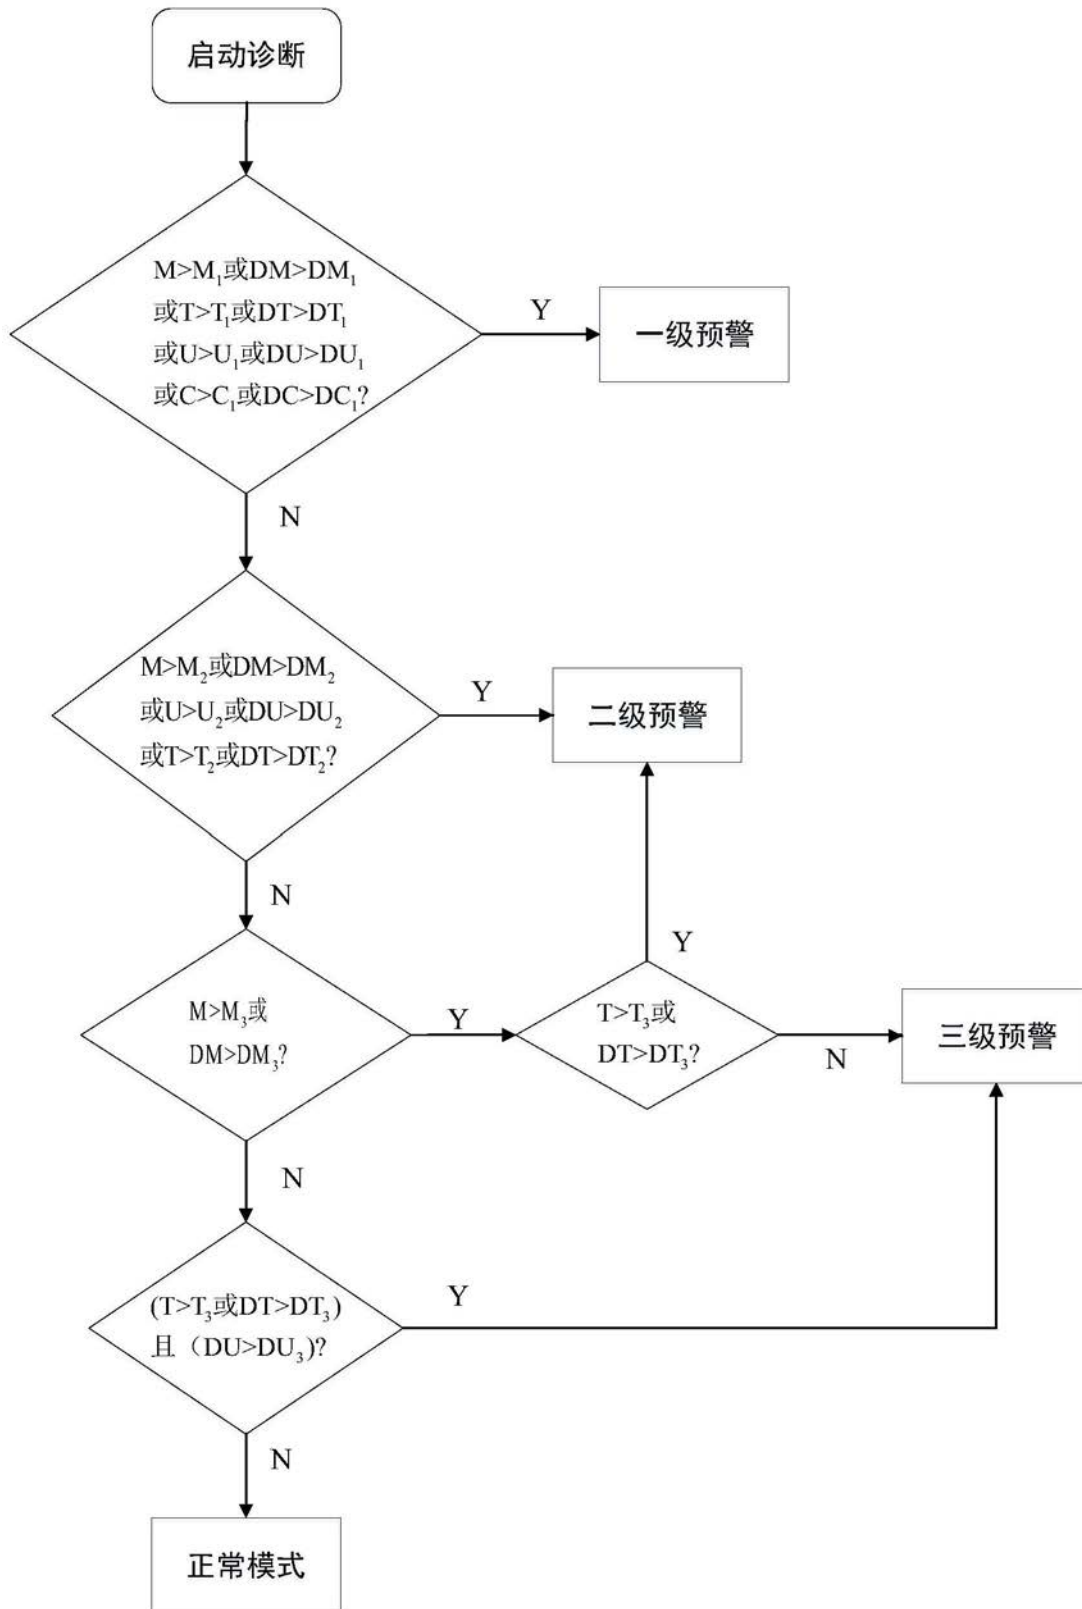 启动诊断
M>M₁或DM>DM₁
或T>T₁或DT>DT₁
或U>U₁或DU>DU₁
或C>C₁或DC>DC₁?
Y
一级预警
N
M>M₂或DM>DM₂
或U>U₂或DU>DU₂
或T>T₂或DT>DT₂?
Y
二级预警
N
Y
M>M₃或
DM>DM₃?
Y
T>T₃或
DT>DT₃?
N
三级预警
N
(T>T₃或DT>DT₃)
且（DU>DU₃)?
Y
N
正常模式